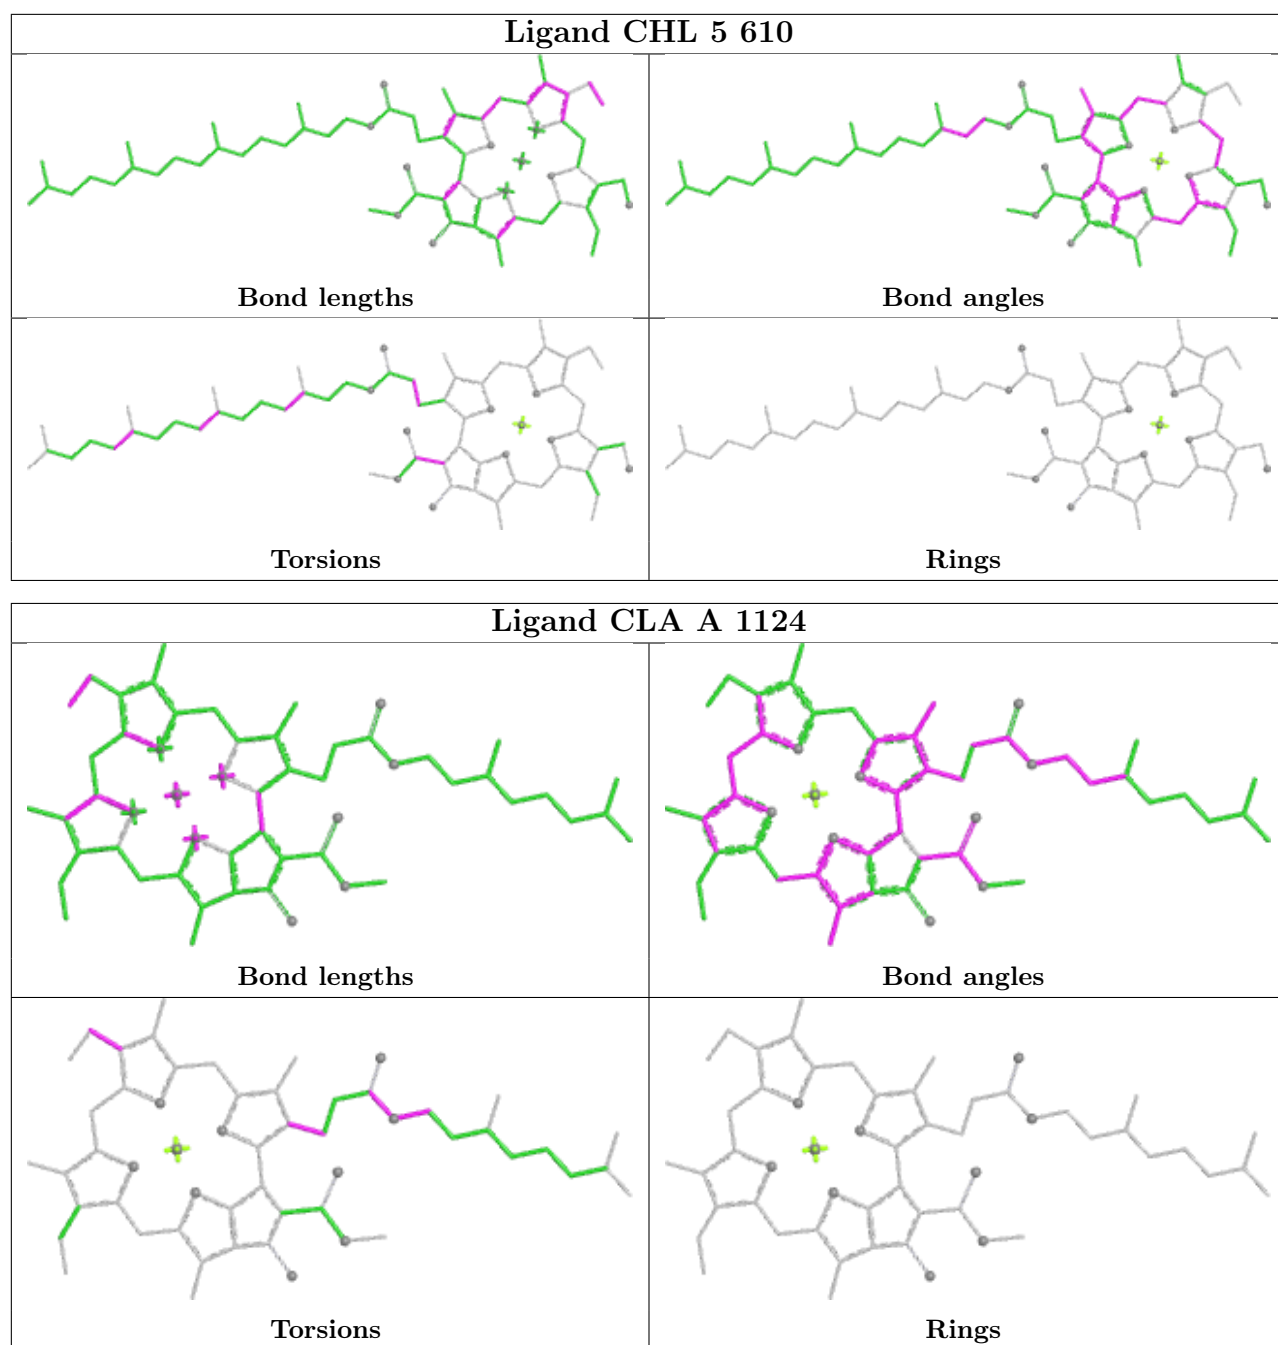 Ligand CHL 5 610
Bond lengths
Bond angles
Torsions
Rings
Ligand CLA A 1124
Bond lengths
Bond angles
Torsions
Rings